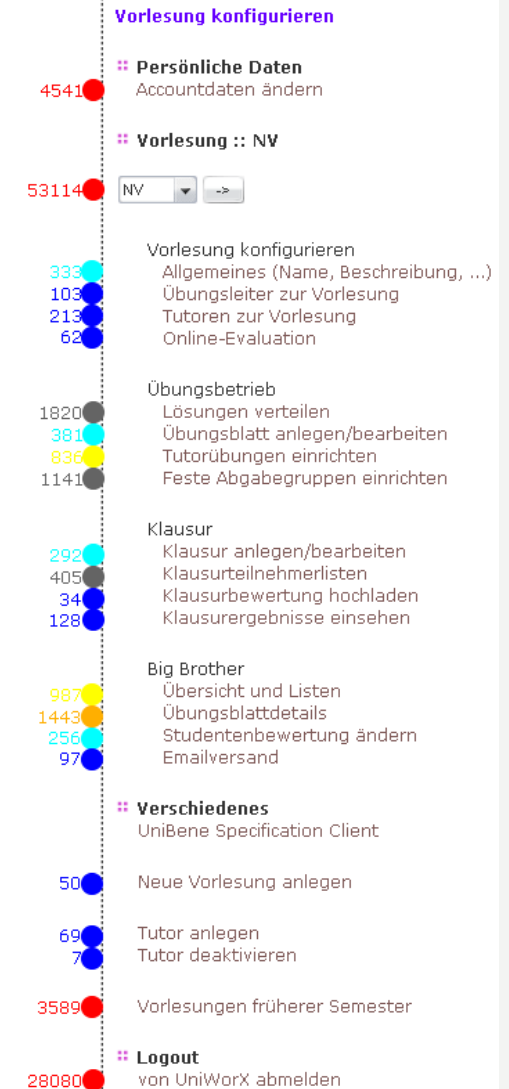 Vorlesung konfigurieren
Persönliche Daten
4541 Accountdaten ändern
Vorlesung :: NV
53114 NV ->
Vorlesung konfigurieren
333 Allgemeines (Name, Beschreibung, ...)
103 Übungsleiter zur Vorlesung
213 Tutoren zur Vorlesung
62 Online-Evaluation
Übungsbetrieb
1820 Lösungen verteilen
381 Übungsblatt anlegen/bearbeiten
836 Tutorübungen einrichten
1141 Feste Abgabegruppen einrichten
Klausur
292 Klausur anlegen/bearbeiten
405 Klausurteilnehmerlisten
34 Klausurbewertung hochladen
128 Klausurergebnisse einsehen
Big Brother
987 Übersicht und Listen
1443 Übungsblattdetails
256 Studentenbewertung ändern
97 Emailversand
Verschiedenes
UniBene Specification Client
50 Neue Vorlesung anlegen
69 Tutor anlegen
7 Tutor deaktivieren
3589 Vorlesungen früherer Semester
Logout
28080 von UniWorX abmelden